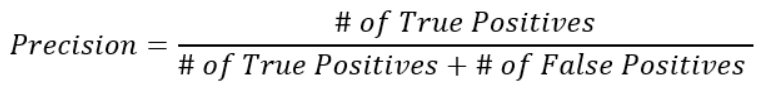 Precision = # of True Positives / # of True Positives + # of False Positives